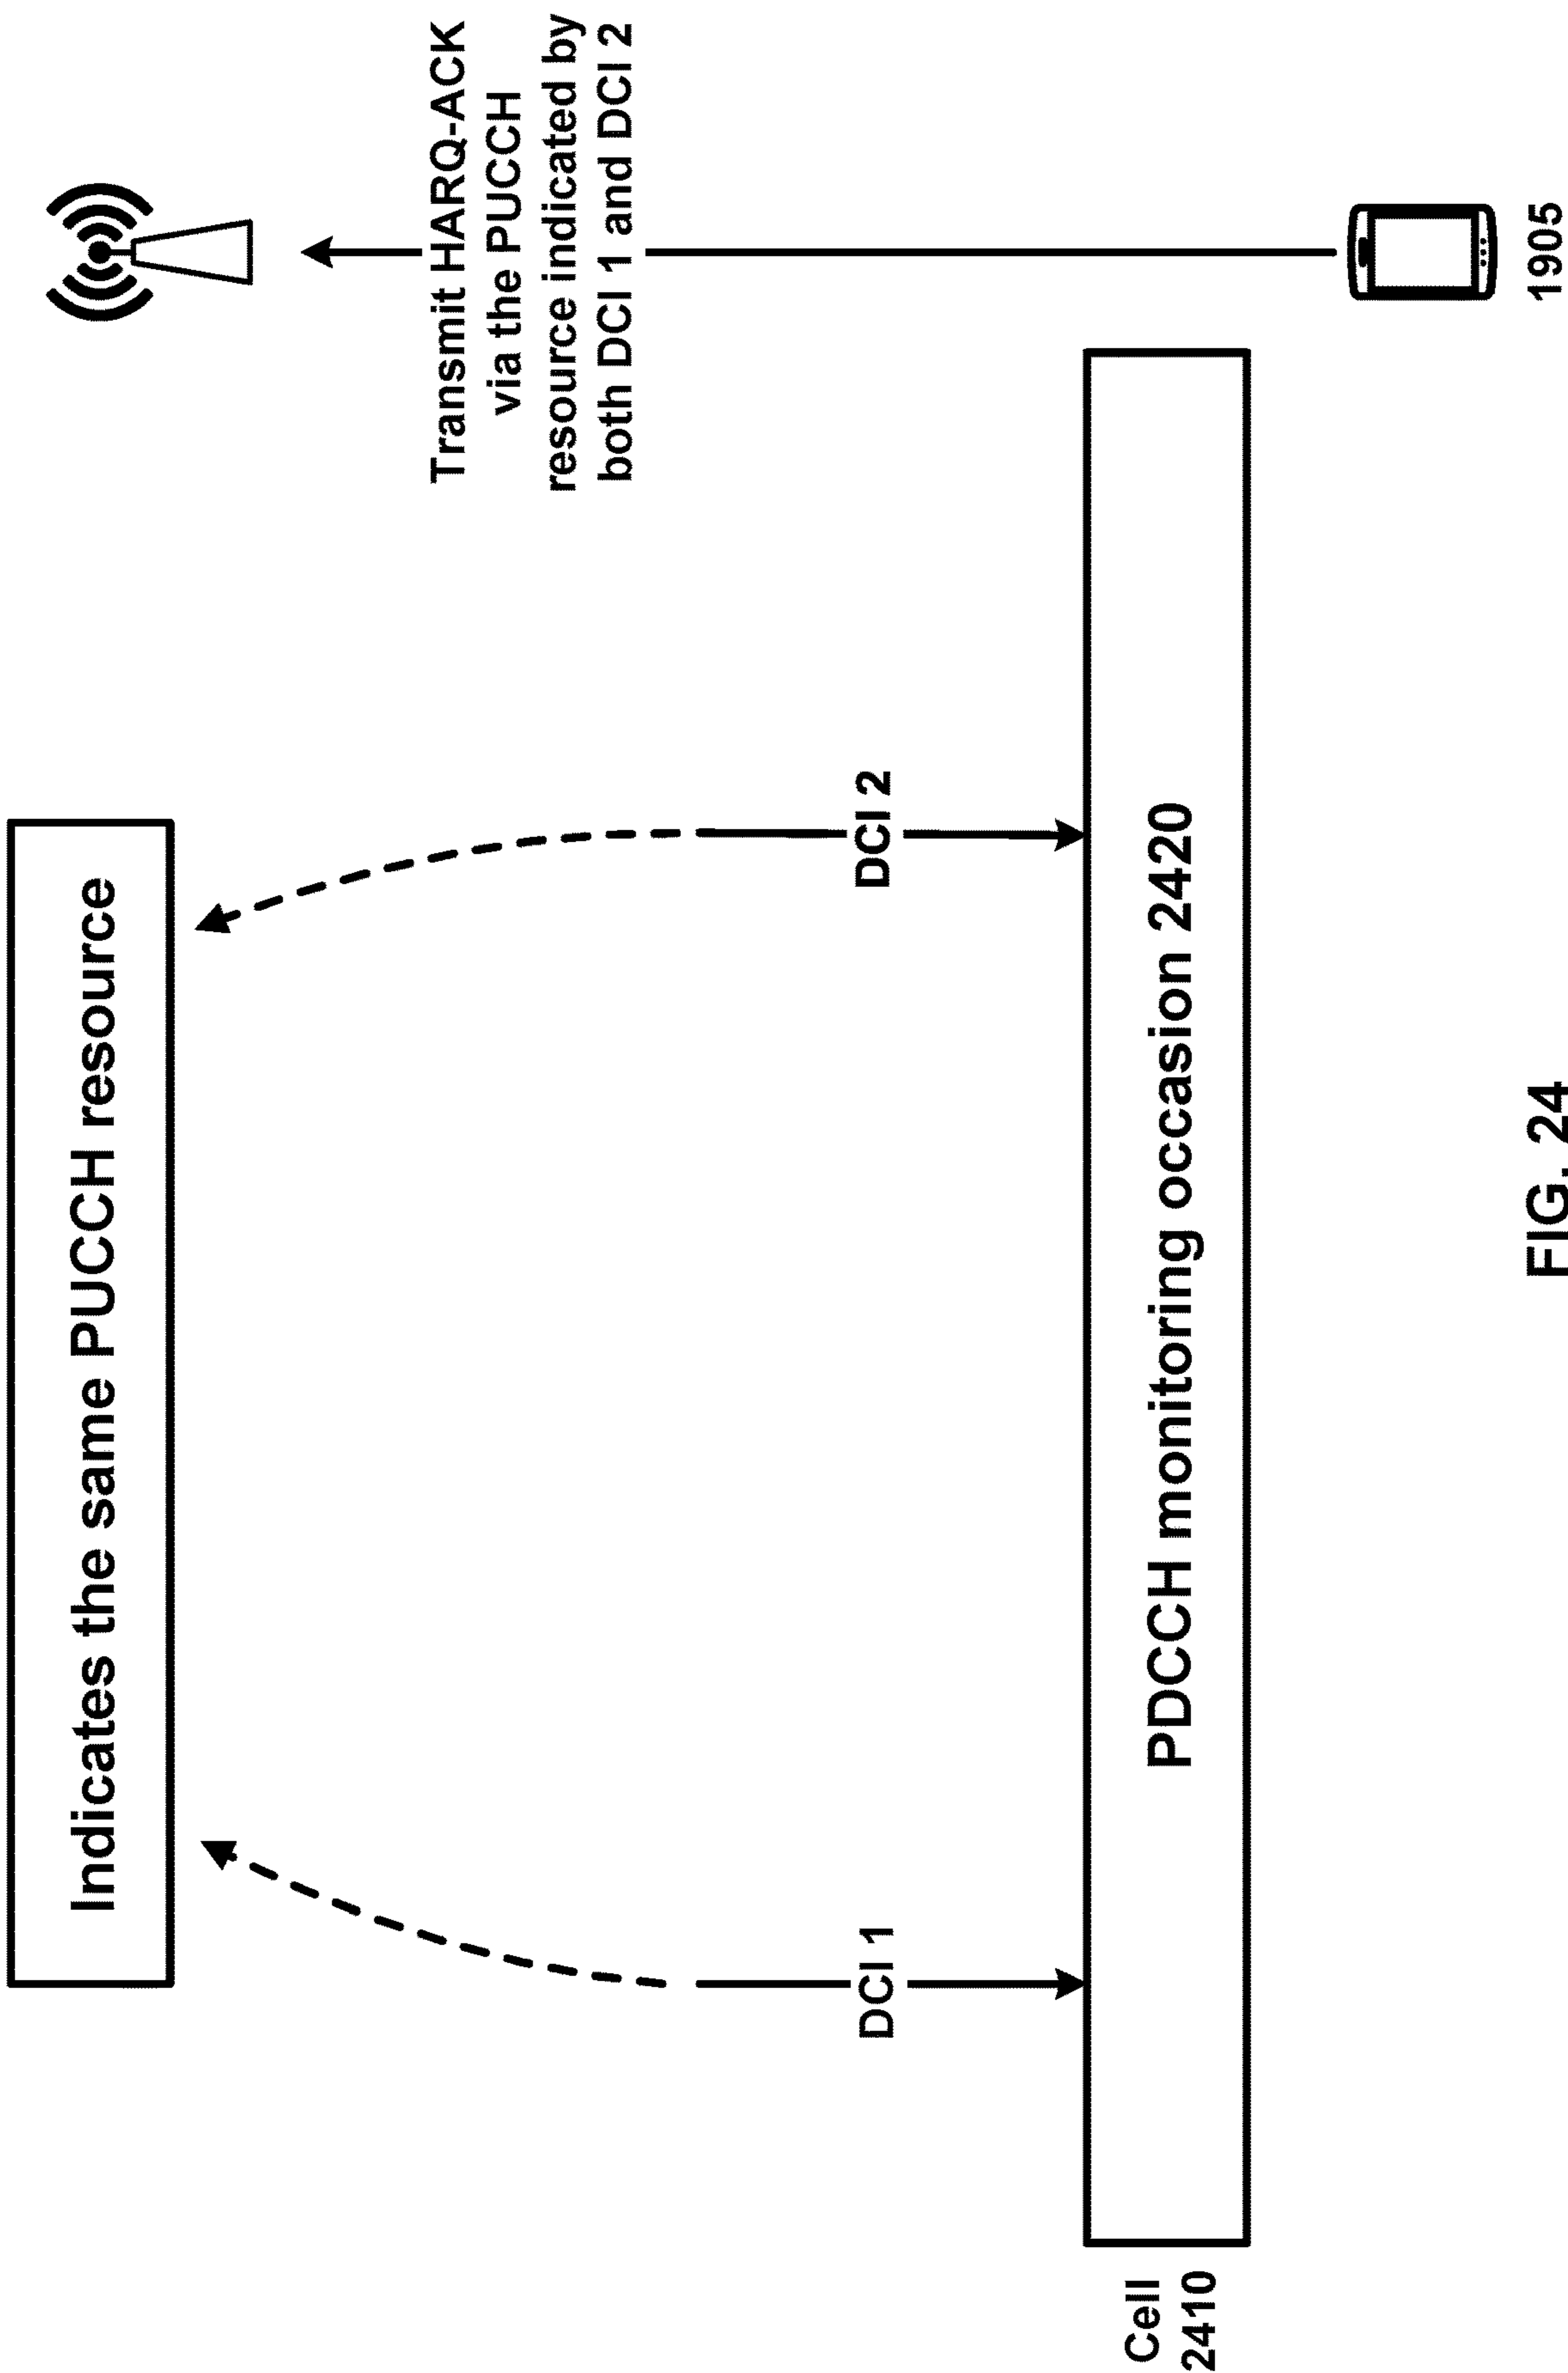 Indicates the same PUCCH resource
DCI 1
DCI 2
Transmit HARQ-ACK
via the PUCCH
resource indicated by
both DCI 1 and DCI 2
Cell
2410
PDCCH monitoring occasion 2420
1905
FIG. 24